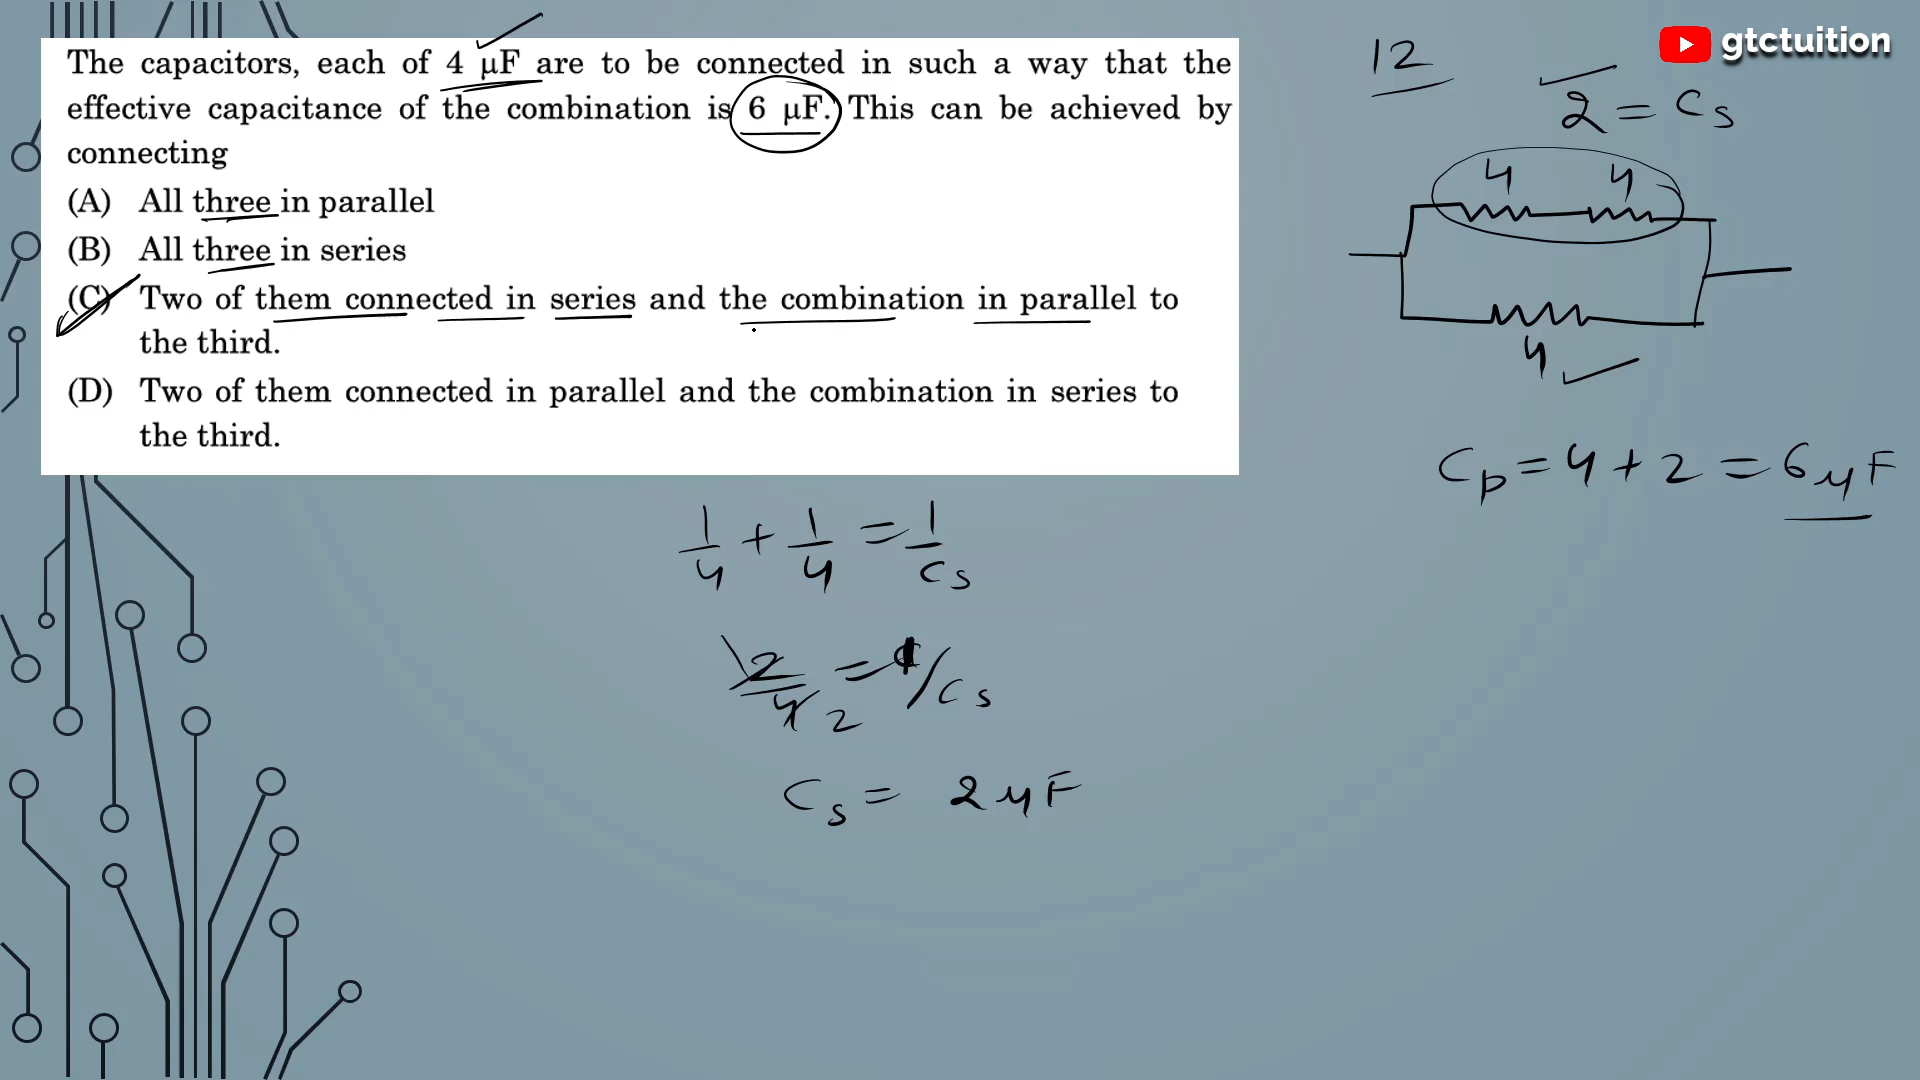 The capacitors, each of 4 μF are to be connected in such a way that the
effective capacitance of the combination is 6 μF. This can be achieved by
connecting
(A) All three in parallel
(B) All three in series
(C) Two of them connected in series and the combination in parallel to
the third.
(D) Two of them connected in parallel and the combination in series to
the third.
gtctuition
12
2 = Cs
4 4
4
Cp = 4 + 2 = 6 μF
1/4 + 1/4 = 1/Cs
2/4 2 = 1/Cs
Cs = 2 μF